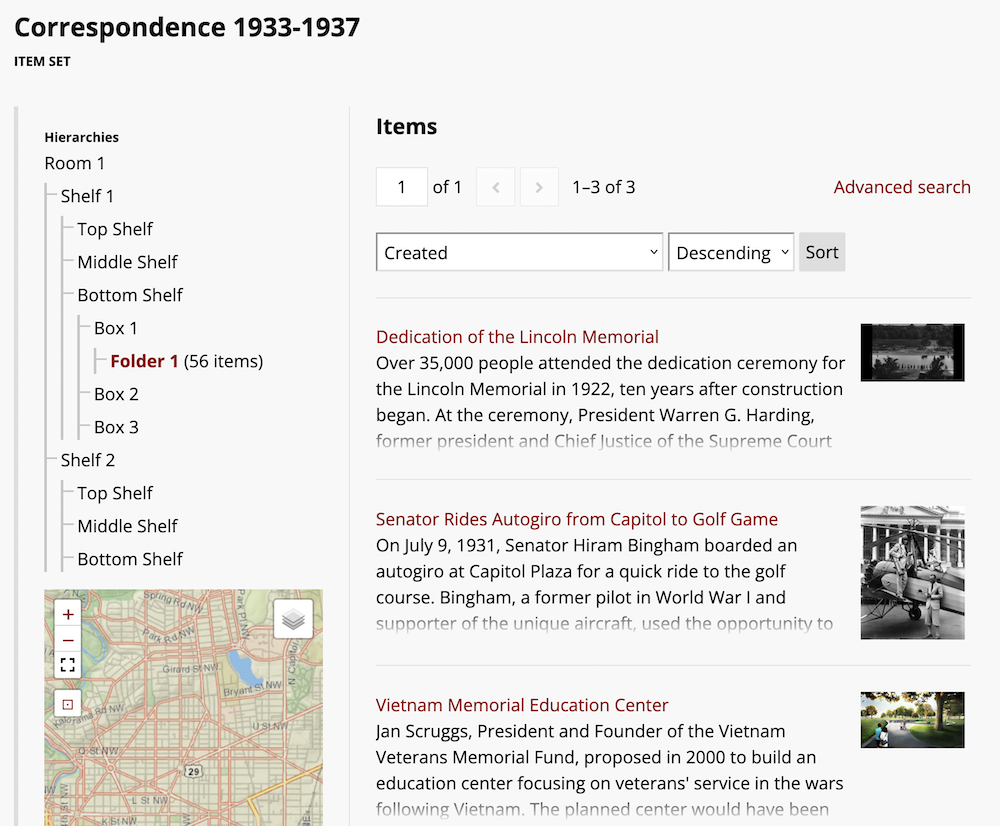 Correspondence 1933-1937
ITEM SET
Hierarchies
Room 1
Shelf 1
Top Shelf
Middle Shelf
Bottom Shelf
Box 1
Folder 1 (56 items)
Box 2
Box 3
Shelf 2
Top Shelf
Middle Shelf
Bottom Shelf
+
−
Spring Rd NW
Park Rd NW
Park Pl NW
Girard St NW
Bryant St NW
N Capitol
Kalorama Rd NW
U St NW
Q St NW
29
L St NW
K St NW
Items
1 of 1 1–3 of 3
Advanced search
Created Descending Sort
Dedication of the Lincoln Memorial
Over 35,000 people attended the dedication ceremony for
the Lincoln Memorial in 1922, ten years after construction
began. At the ceremony, President Warren G. Harding,
former president and Chief Justice of the Supreme Court
Senator Rides Autogiro from Capitol to Golf Game
On July 9, 1931, Senator Hiram Bingham boarded an
autogiro at Capitol Plaza for a quick ride to the golf
course. Bingham, a former pilot in World War I and
supporter of the unique aircraft, used the opportunity to
Vietnam Memorial Education Center
Jan Scruggs, President and Founder of the Vietnam
Veterans Memorial Fund, proposed in 2000 to build an
education center focusing on veterans' service in the wars
following Vietnam. The planned center would have been